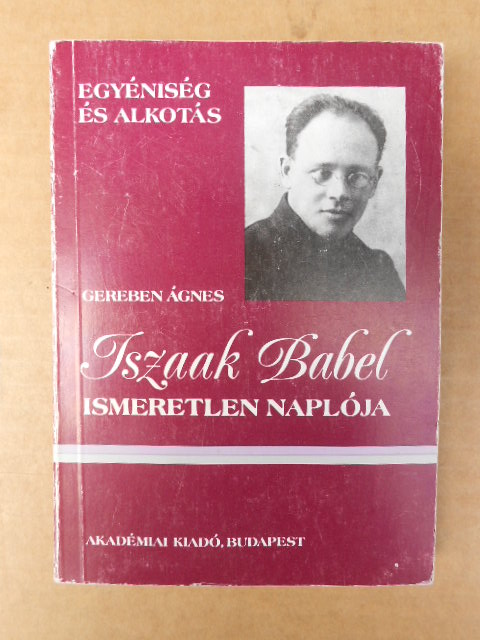 EGYÉNISÉG
ÉS ALKOTÁS
GEREBEN ÁGNES
Iszaak Babel
ISMERETLEN NAPLÓJA
AKADÉMIAI KIADÓ, BUDAPEST